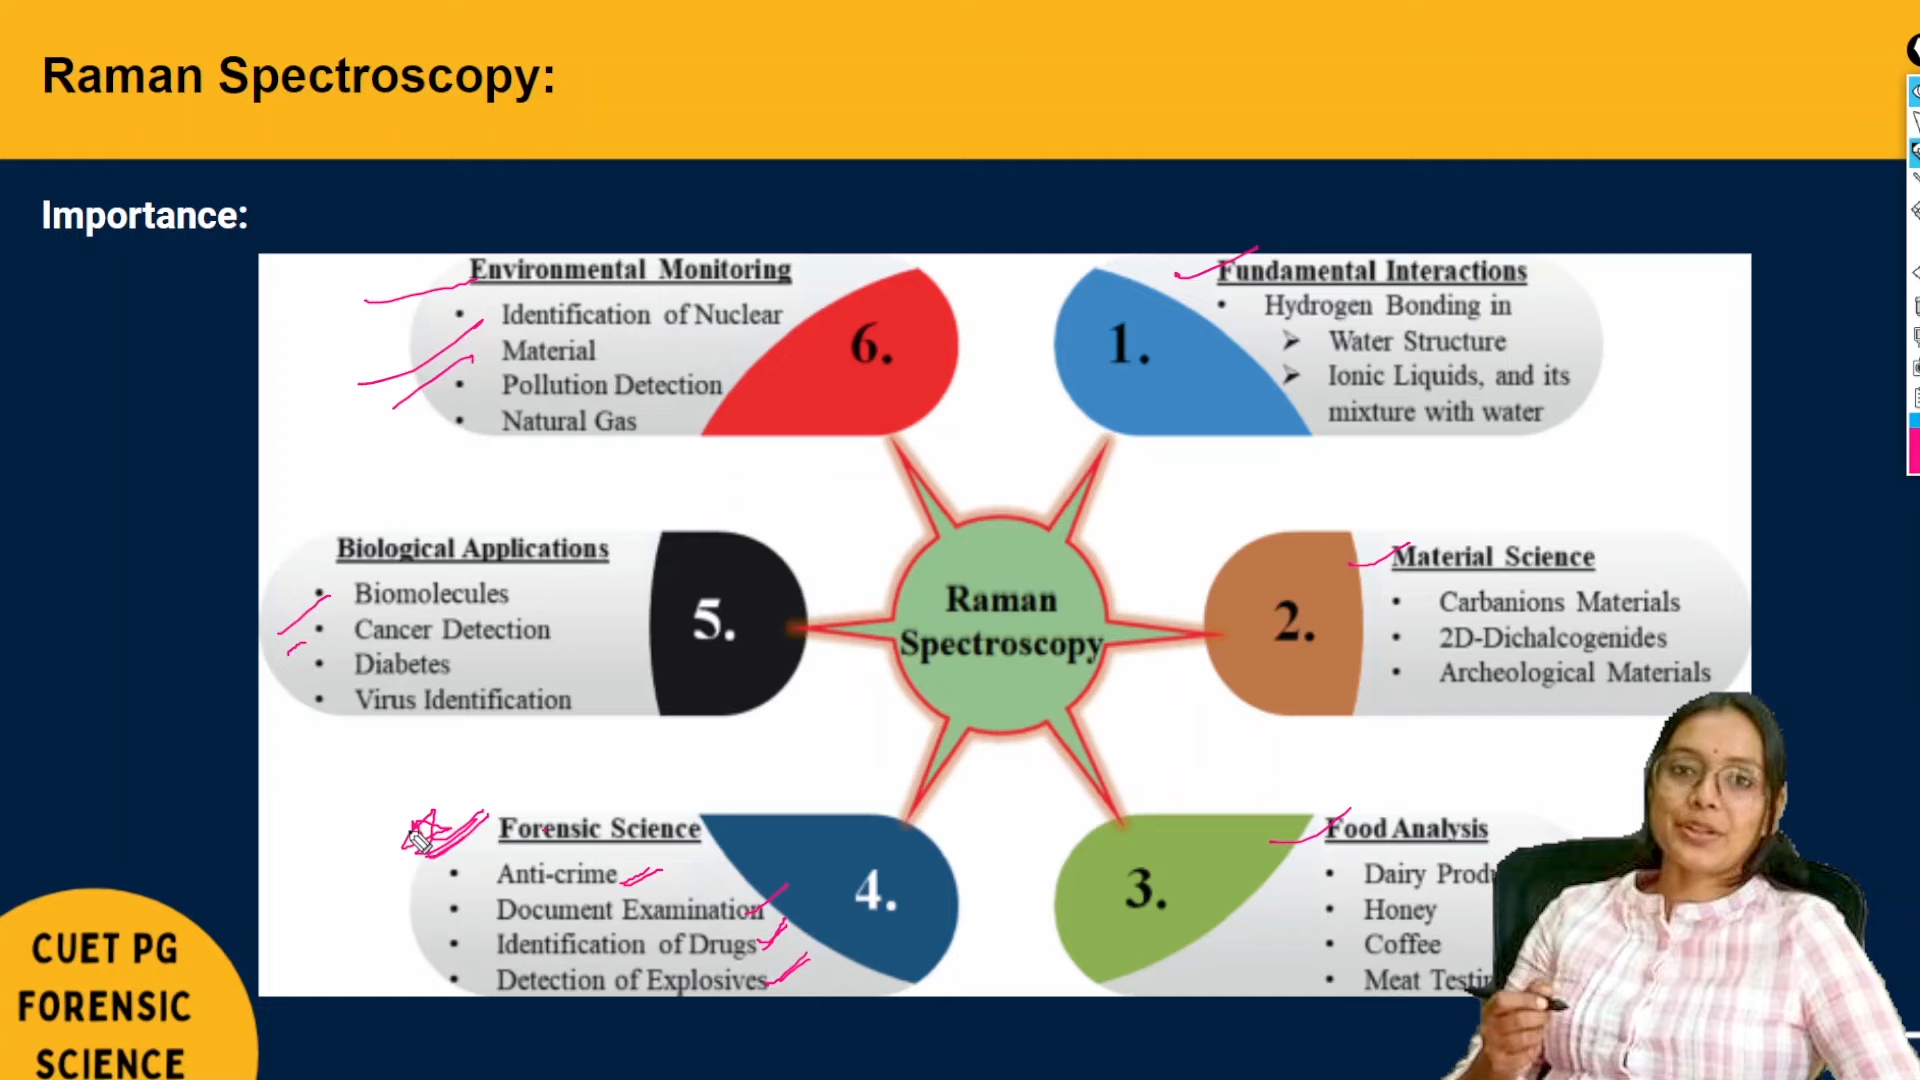 Raman Spectroscopy:
Importance:
Environmental Monitoring
• Identification of Nuclear
Material
• Pollution Detection
• Natural Gas
6.
1.
Fundamental Interactions
• Hydrogen Bonding in
➢ Water Structure
➢ Ionic Liquids, and its
mixture with water
Biological Applications
• Biomolecules
• Cancer Detection
• Diabetes
• Virus Identification
5.
Raman
Spectroscopy
2.
Material Science
• Carbanions Materials
• 2D-Dichalcogenides
• Archeological Materials
Forensic Science
• Anti-crime
• Document Examination
• Identification of Drugs
• Detection of Explosives
4.
3.
Food Analysis
• Dairy
• Honey
• Coffee
• Meat
CUET PG
FORENSIC
SCIENCE